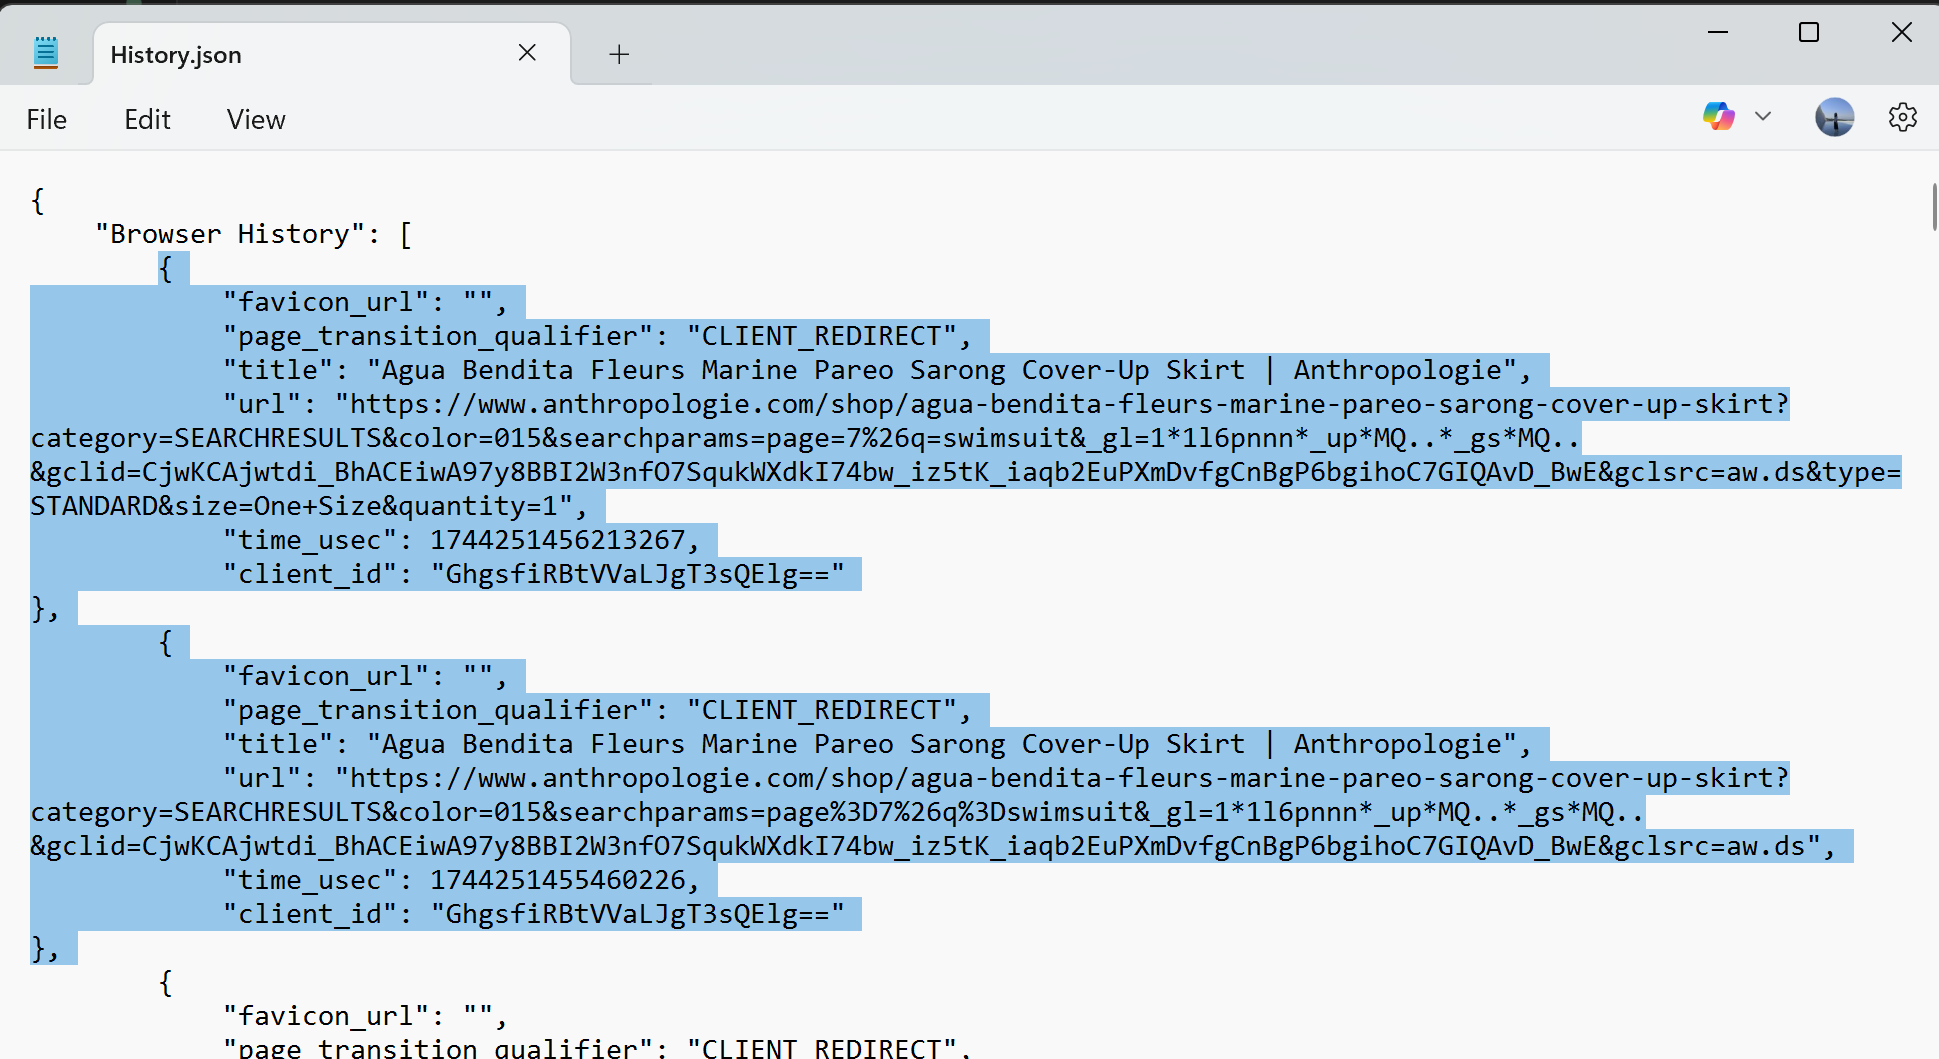 History.json
File Edit View
{
    "Browser History": [
        {
            "favicon_url": "",
            "page_transition_qualifier": "CLIENT_REDIRECT",
            "title": "Agua Bendita Fleurs Marine Pareo Sarong Cover-Up Skirt | Anthropologie",
            "url": "https://www.anthropologie.com/shop/agua-bendita-fleurs-marine-pareo-sarong-cover-up-skirt?
category=SEARCHRESULTS&color=015&searchparams=page=7%26q=swimsuit&_gl=1*1l6pnnn*_up*MQ..*_gs*MQ..
&gclid=CjwKCAjwtdi_BhACEiwA97y8BBI2W3nfO7SqukWXdkI74bw_iz5tK_iaqb2EuPXmDvfgCnBgP6bgihoC7GIQAvD_BwE&gclsrc=aw.ds&type=
STANDARD&size=One+Size&quantity=1",
            "time_usec": 1744251456213267,
            "client_id": "GhgsfiRBtVVaLJgT3sQElg=="
},
        {
            "favicon_url": "",
            "page_transition_qualifier": "CLIENT_REDIRECT",
            "title": "Agua Bendita Fleurs Marine Pareo Sarong Cover-Up Skirt | Anthropologie",
            "url": "https://www.anthropologie.com/shop/agua-bendita-fleurs-marine-pareo-sarong-cover-up-skirt?
category=SEARCHRESULTS&color=015&searchparams=page%3D7%26q%3Dswimsuit&_gl=1*1l6pnnn*_up*MQ..*_gs*MQ..
&gclid=CjwKCAjwtdi_BhACEiwA97y8BBI2W3nfO7SqukWXdkI74bw_iz5tK_iaqb2EuPXmDvfgCnBgP6bgihoC7GIQAvD_BwE&gclsrc=aw.ds",
            "time_usec": 1744251455460226,
            "client_id": "GhgsfiRBtVVaLJgT3sQElg=="
},
        {
            "favicon_url": "",
            "page_transition_qualifier": "CLIENT_REDIRECT",